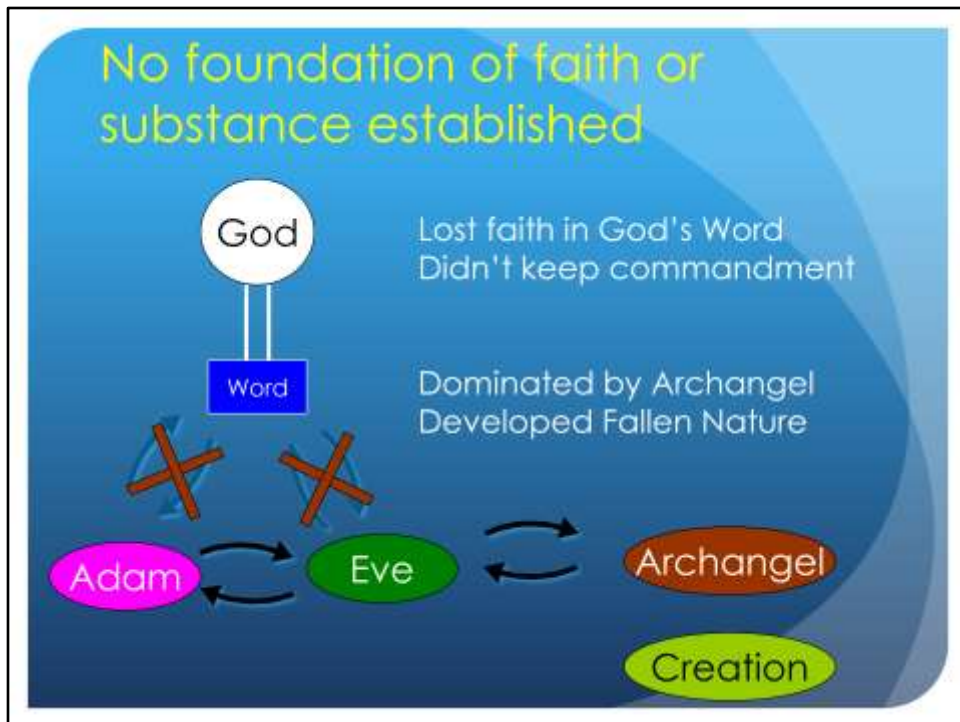 No foundation of faith or
substance established
God
Lost faith in God's Word
Didn't keep commandment
Word
Dominated by Archangel
Developed Fallen Nature
Adam
Eve
Archangel
Creation